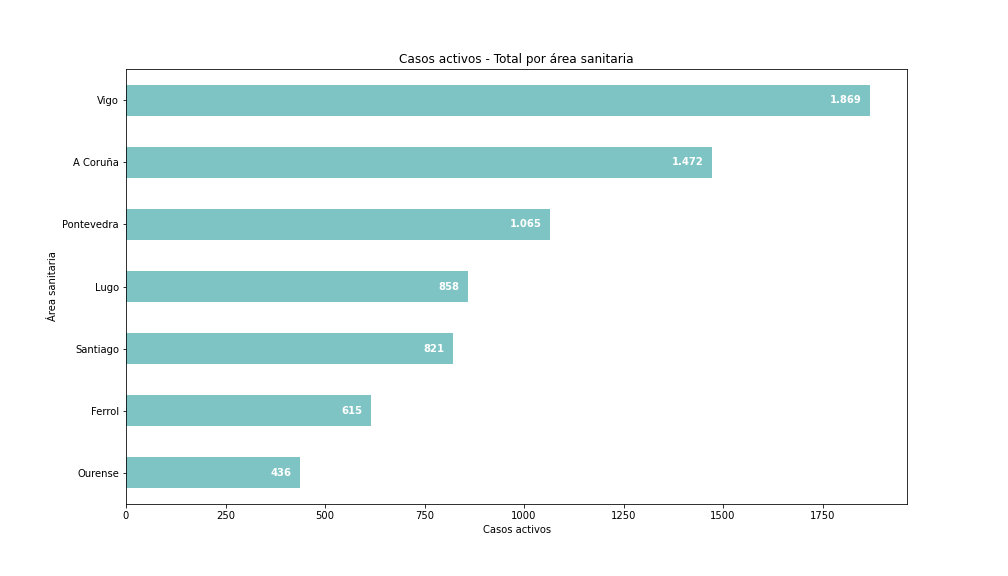 Casos activos - Total por área sanitaria
Vigo 1.869
A Coruña 1.472
Pontevedra 1.065
Lugo 858
Santiago 821
Ferrol 615
Ourense 436
Área sanitaria
0 250 500 750 1000 1250 1500 1750
Casos activos